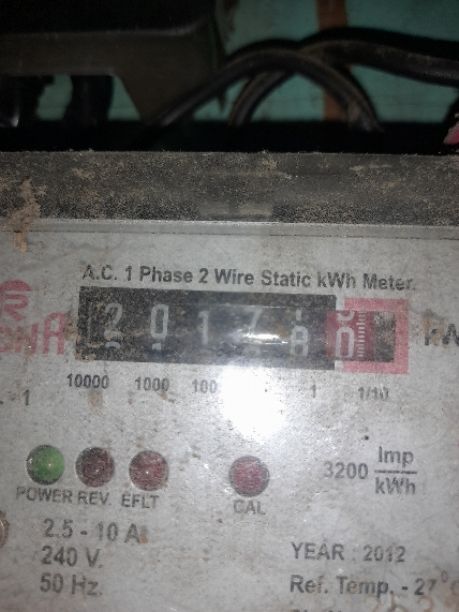 A.C. 1 Phase 2 Wire Static kWh Meter.
2 0 1 7 8 0
10000 1000 100 1 1/10
POWER REV. EFLT CAL
3200 Imp/kWh
2.5 - 10 A
240 V.
50 Hz.
YEAR : 2012
Ref. Temp. - 27°